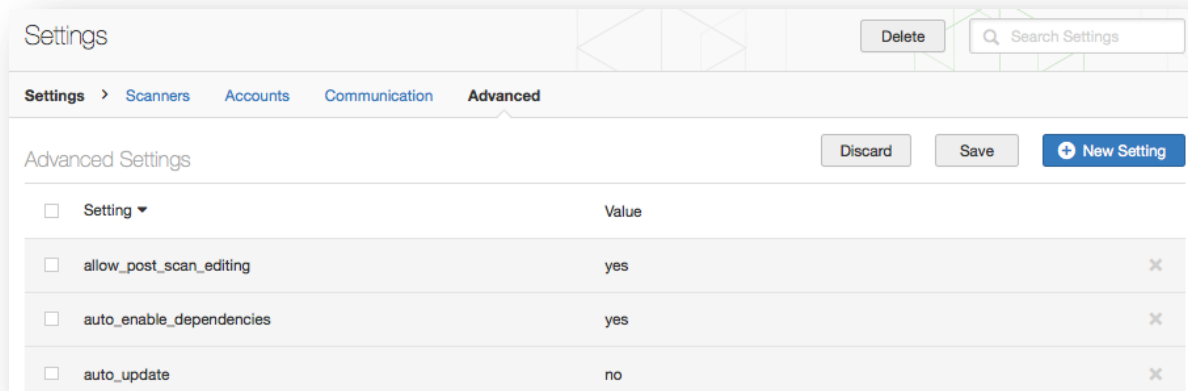 Settings
Delete
Search Settings
Settings > Scanners Accounts Communication Advanced
Advanced Settings
Discard Save New Setting
Setting Value
allow_post_scan_editing yes
auto_enable_dependencies yes
auto_update no